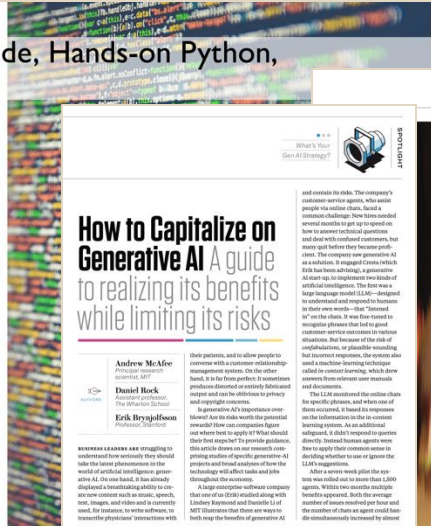 de, Hands-on Python,
What's Your
Gen AI Strategy?
SPOTLIGHT
How to Capitalize on
Generative AI A guide
to realizing its benefits
while limiting its risks
AUTHORS
Andrew McAfee
Principal research
scientist, MIT
Daniel Rock
Assistant professor,
The Wharton School
Erik Brynjolfsson
Professor, Stanford
BUSINESS LEADERS ARE struggling to
understand how seriously they should
take the latest phenomenon in the
world of artificial intelligence: gener-
ative AI. On one hand, it has already
displayed a breathtaking ability to cre-
ate new content such as music, speech,
text, images, and video and is currently
used, for instance, to write software, to
transcribe physicians' interactions with
their patients, and to allow people to
converse with a customer-relationship-
management system. On the other
hand, it is far from perfect: It sometimes
produces distorted or entirely fabricated
output and can be oblivious to privacy
and copyright concerns.
Is generative AI's importance over-
blown? Are its risks worth the potential
rewards? How can companies figure
out where best to apply it? What should
their first steps be? To provide guidance,
this article draws on our research com-
prising studies of specific generative-AI
projects and broad analyses of how the
technology will affect tasks and jobs
throughout the economy.
A large enterprise-software company
that one of us (Erik) studied along with
Lindsey Raymond and Danielle Li of
MIT illustrates that there are ways to
both reap the benefits of generative AI
and contain its risks. The company's
customer-service agents, who assist
people via online chats, faced a
common challenge: New hires needed
several months to get up to speed on
how to answer technical questions
and deal with confused customers, but
many quit before they became profi-
cient. The company saw generative AI
as a solution. It engaged Cresta (which
Erik has been advising), a generative
AI start-up, to implement two kinds of
artificial intelligence. The first was a
large language model (LLM)—designed
to understand and respond to humans
in their own words—that "listened
in" on the chats. It was fine-tuned to
recognize phrases that led to good
customer-service outcomes in various
situations. But because of the risk of
confabulations, or plausible-sounding
but incorrect responses, the system also
used a machine-learning technique
called in-context learning, which drew
answers from relevant user manuals
and documents.
The LLM monitored the online chats
for specific phrases, and when one of
them occurred, it based its responses
on the information in the in-context
learning system. As an additional
safeguard, it didn't respond to queries
directly. Instead human agents were
free to apply their common sense in
deciding whether to use or ignore the
LLM's suggestions.
After a seven-week pilot the sys-
tem was rolled out to more than 1,500
agents. Within two months multiple
benefits appeared. Both the average
number of issues resolved per hour and
the number of chats an agent could han-
dle simultaneously increased by almost